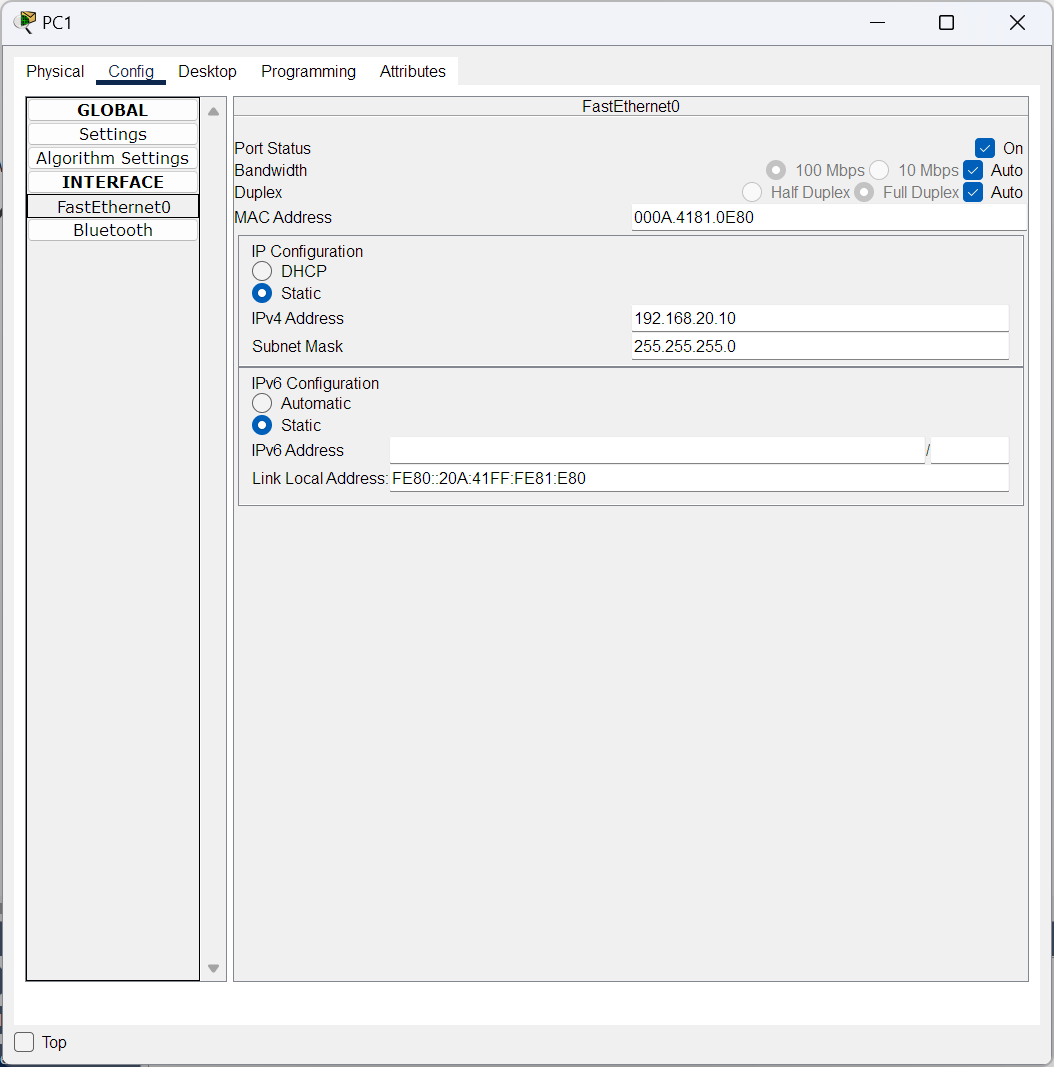 PC1
Physical Config Desktop Programming Attributes
GLOBAL
Settings
Algorithm Settings
INTERFACE
FastEthernet0
Bluetooth
FastEthernet0
Port Status On
Bandwidth 100 Mbps 10 Mbps Auto
Duplex Half Duplex Full Duplex Auto
MAC Address 000A.4181.0E80
IP Configuration
DHCP
Static
IPv4 Address 192.168.20.10
Subnet Mask 255.255.255.0
IPv6 Configuration
Automatic
Static
IPv6 Address /
Link Local Address: FE80::20A:41FF:FE81:E80
Top